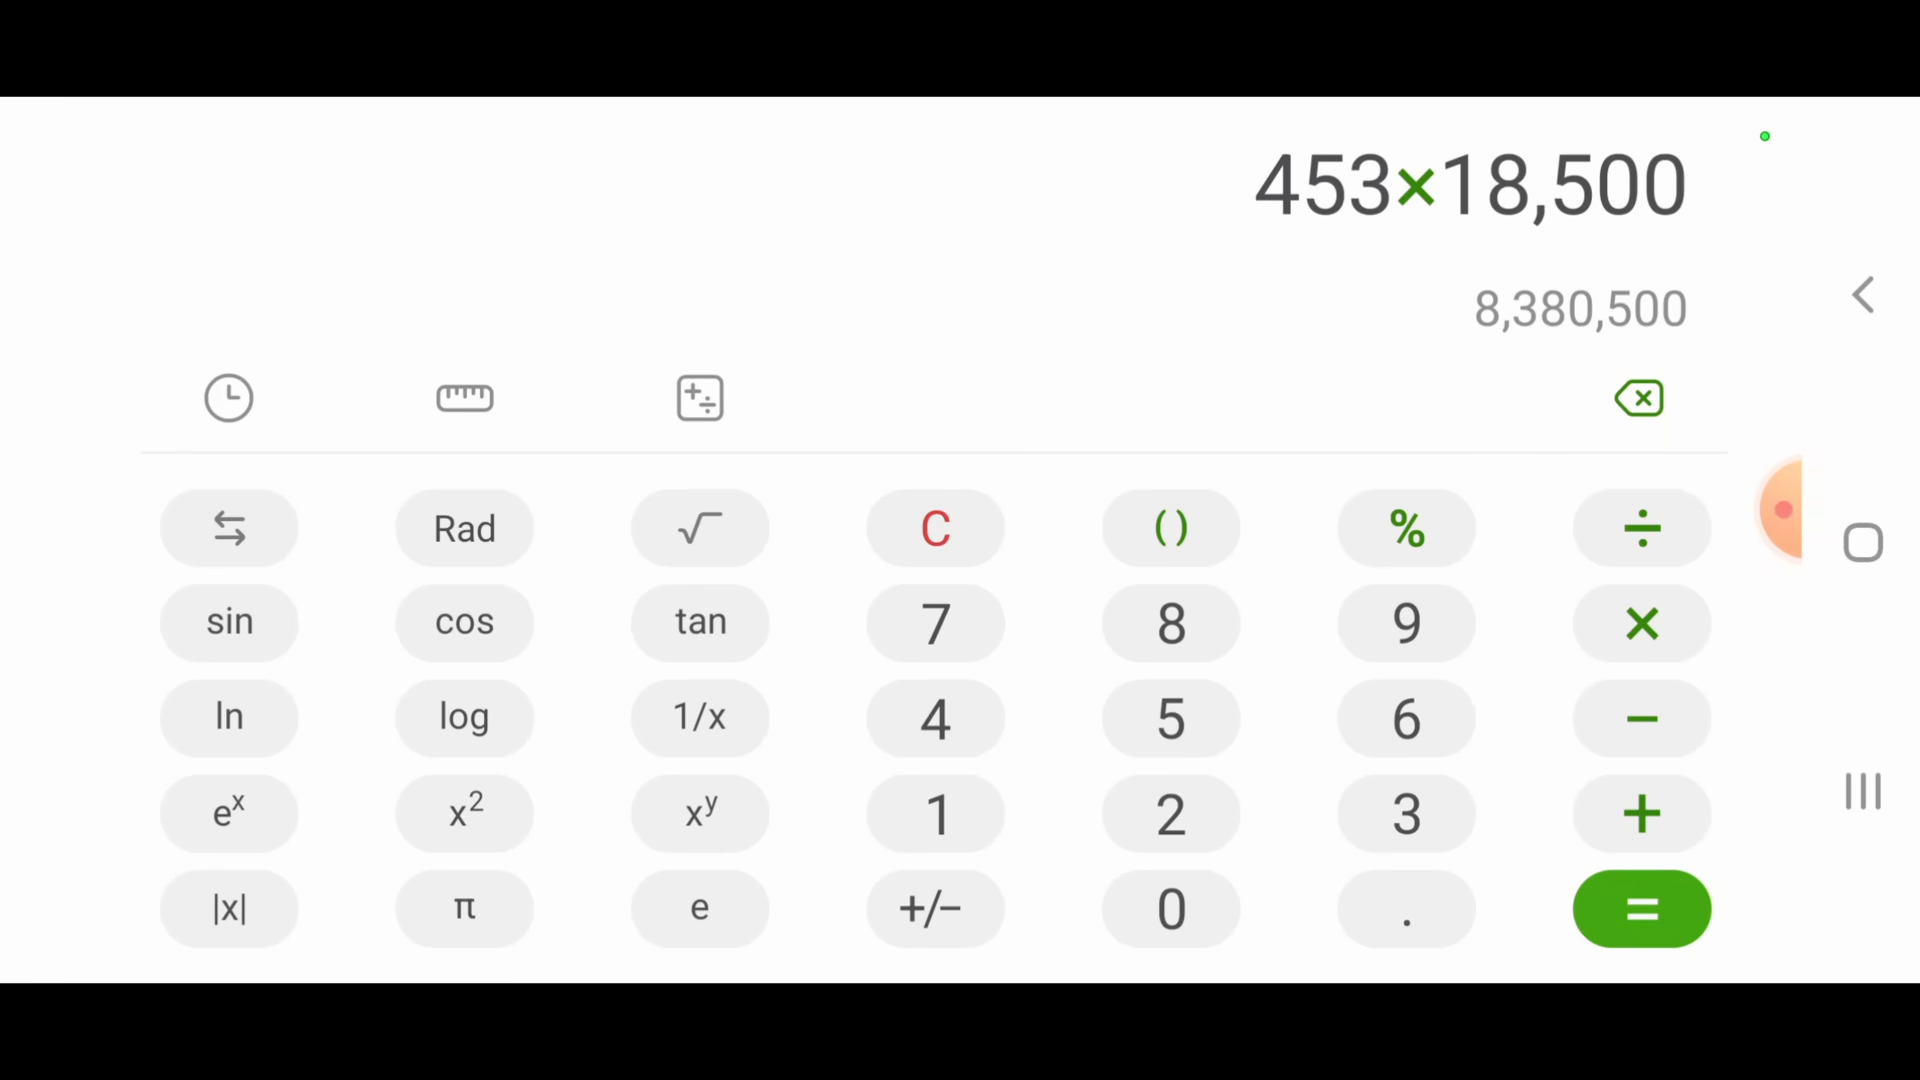 453×18,500
8,380,500
Rad √ C () % ÷
sin cos tan 7 8 9 ×
ln log 1/x 4 5 6 −
eˣ x² xʸ 1 2 3 +
|x| π e +/− 0 . =